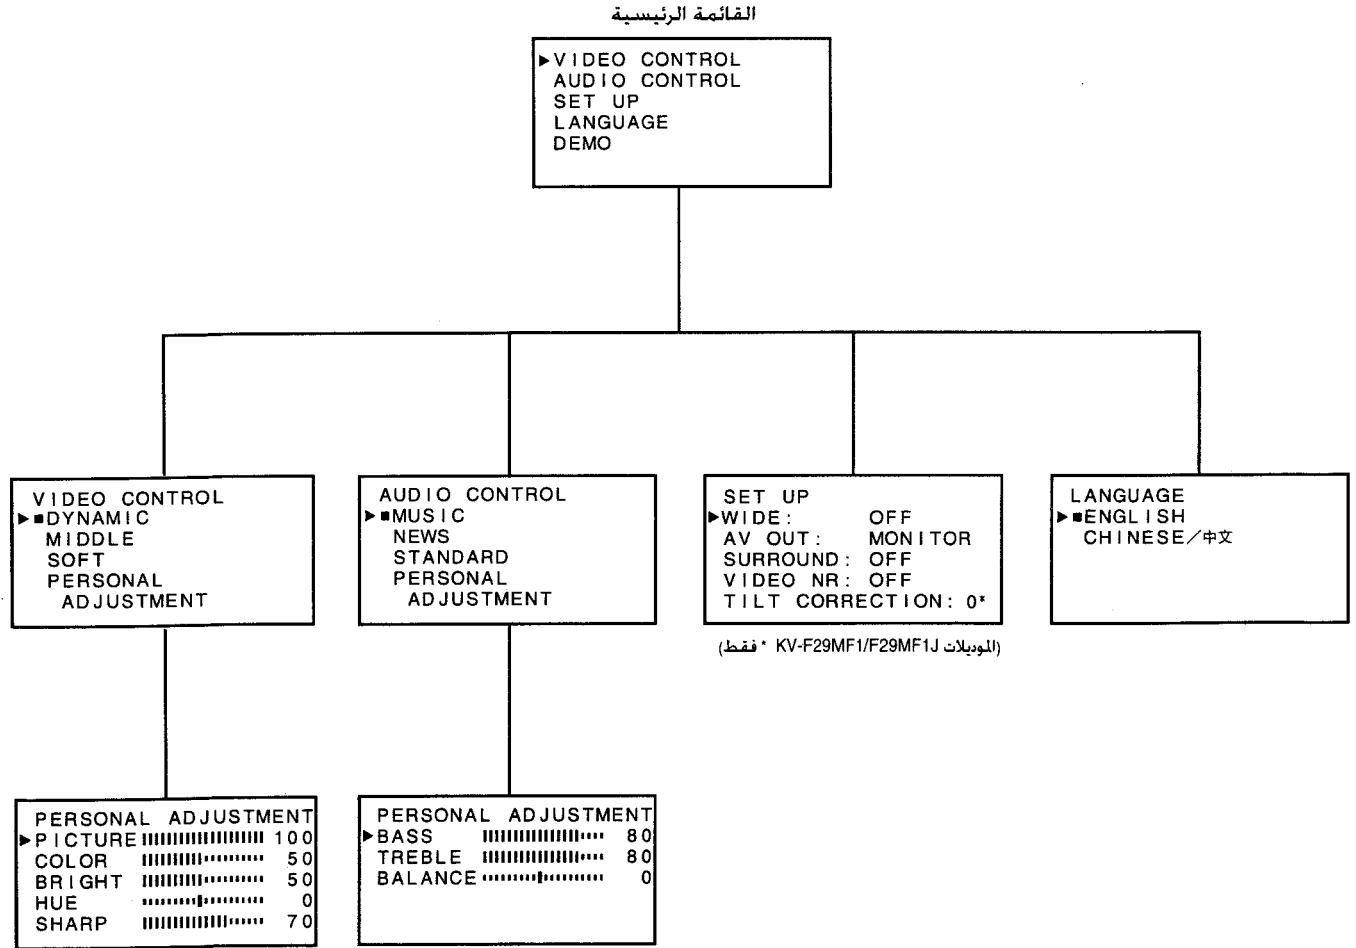 القائمة الرئيسية
▶VIDEO CONTROL
AUDIO CONTROL
SET UP
LANGUAGE
DEMO
VIDEO CONTROL
▶■DYNAMIC
MIDDLE
SOFT
PERSONAL
ADJUSTMENT
AUDIO CONTROL
▶■MUSIC
NEWS
STANDARD
PERSONAL
ADJUSTMENT
SET UP
▶WIDE: OFF
AV OUT: MONITOR
SURROUND: OFF
VIDEO NR: OFF
TILT CORRECTION: 0*
(الموديلات KV-F29MF1/F29MF1J * فقط)
LANGUAGE
▶■ENGLISH
CHINESE/中文
PERSONAL ADJUSTMENT
▶PICTURE 100
COLOR 50
BRIGHT 50
HUE 0
SHARP 70
PERSONAL ADJUSTMENT
▶BASS 80
TREBLE 80
BALANCE 0